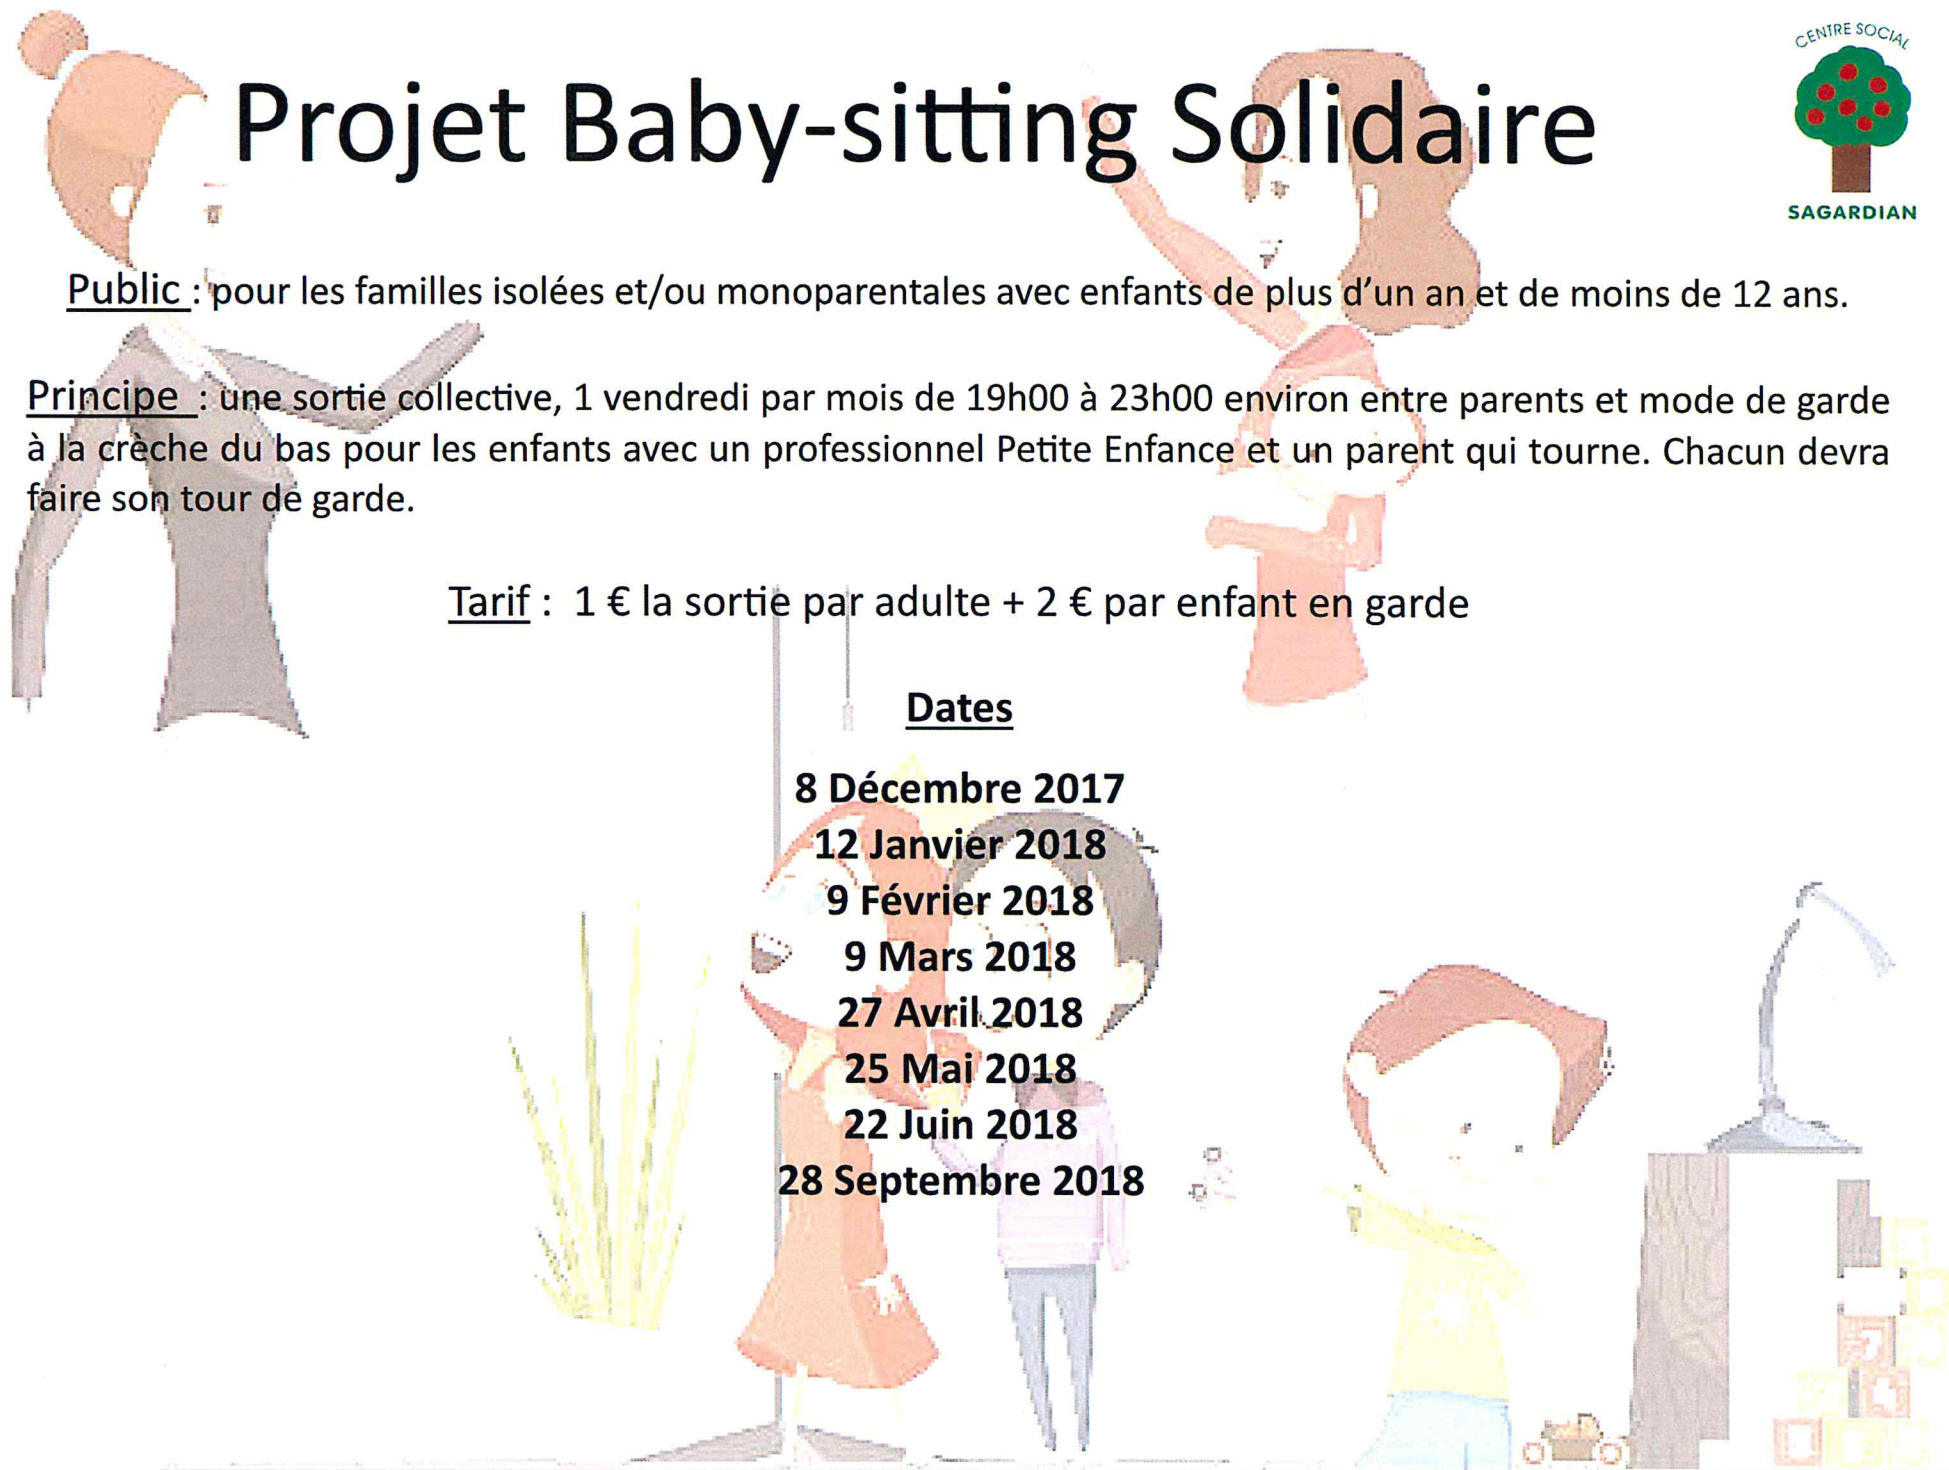 CENTRE SOCIAL
SAGARDIAN
Projet Baby-sitting Solidaire
Public : pour les familles isolées et/ou monoparentales avec enfants de plus d'un an et de moins de 12 ans.
Principe : une sortie collective, 1 vendredi par mois de 19h00 à 23h00 environ entre parents et mode de garde
à la crèche du bas pour les enfants avec un professionnel Petite Enfance et un parent qui tourne. Chacun devra
faire son tour de garde.
Tarif : 1 € la sortie par adulte + 2 € par enfant en garde
Dates
8 Décembre 2017
12 Janvier 2018
9 Février 2018
9 Mars 2018
27 Avril 2018
25 Mai 2018
22 Juin 2018
28 Septembre 2018